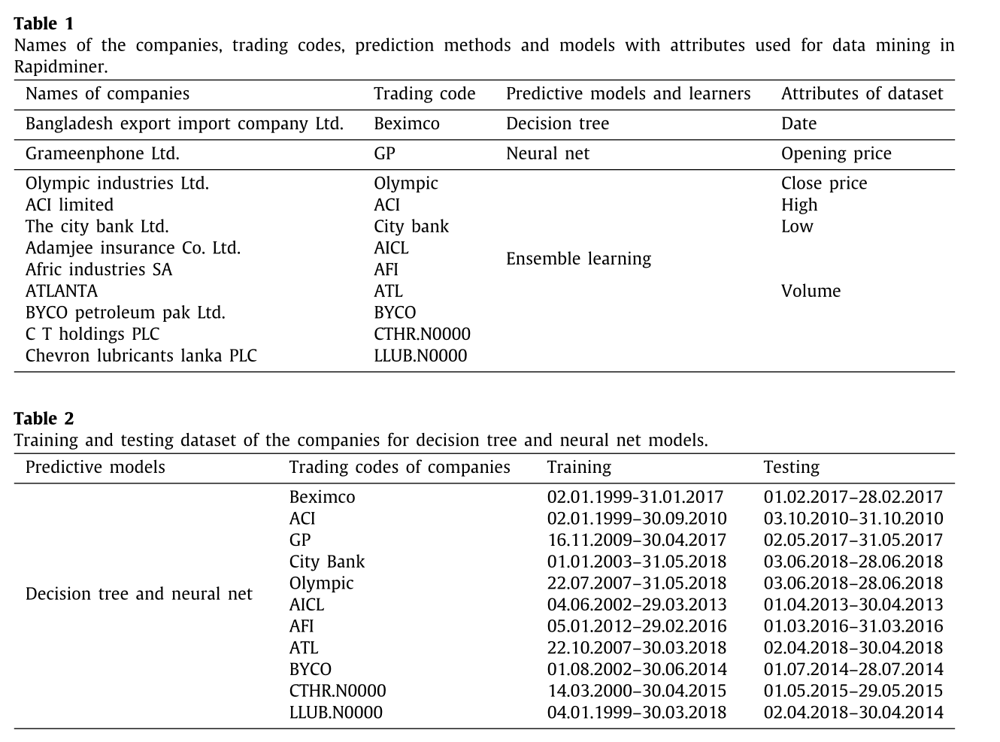 Table 1
Names of the companies, trading codes, prediction methods and models with attributes used for data mining in
Rapidminer.
Names of companies Trading code Predictive models and learners Attributes of dataset
Bangladesh export import company Ltd. Beximco Decision tree Date
Grameenphone Ltd. GP Neural net Opening price
Olympic industries Ltd. Olympic Close price
ACI limited ACI High
The city bank Ltd. City bank Low
Adamjee insurance Co. Ltd. AICL
Ensemble learning
Afric industries SA AFI
ATLANTA ATL Volume
BYCO petroleum pak Ltd. BYCO
C T holdings PLC CTHR.N0000
Chevron lubricants lanka PLC LLUB.N0000
Table 2
Training and testing dataset of the companies for decision tree and neural net models.
Predictive models Trading codes of companies Training Testing
Beximco 02.01.1999-31.01.2017 01.02.2017–28.02.2017
ACI 02.01.1999–30.09.2010 03.10.2010–31.10.2010
GP 16.11.2009–30.04.2017 02.05.2017–31.05.2017
City Bank 01.01.2003–31.05.2018 03.06.2018–28.06.2018
Olympic 22.07.2007–31.05.2018 03.06.2018–28.06.2018
Decision tree and neural net
AICL 04.06.2002–29.03.2013 01.04.2013–30.04.2013
AFI 05.01.2012–29.02.2016 01.03.2016–31.03.2016
ATL 22.10.2007–30.03.2018 02.04.2018–30.04.2018
BYCO 01.08.2002–30.06.2014 01.07.2014–28.07.2014
CTHR.N0000 14.03.2000–30.04.2015 01.05.2015–29.05.2015
LLUB.N0000 04.01.1999–30.03.2018 02.04.2018–30.04.2014